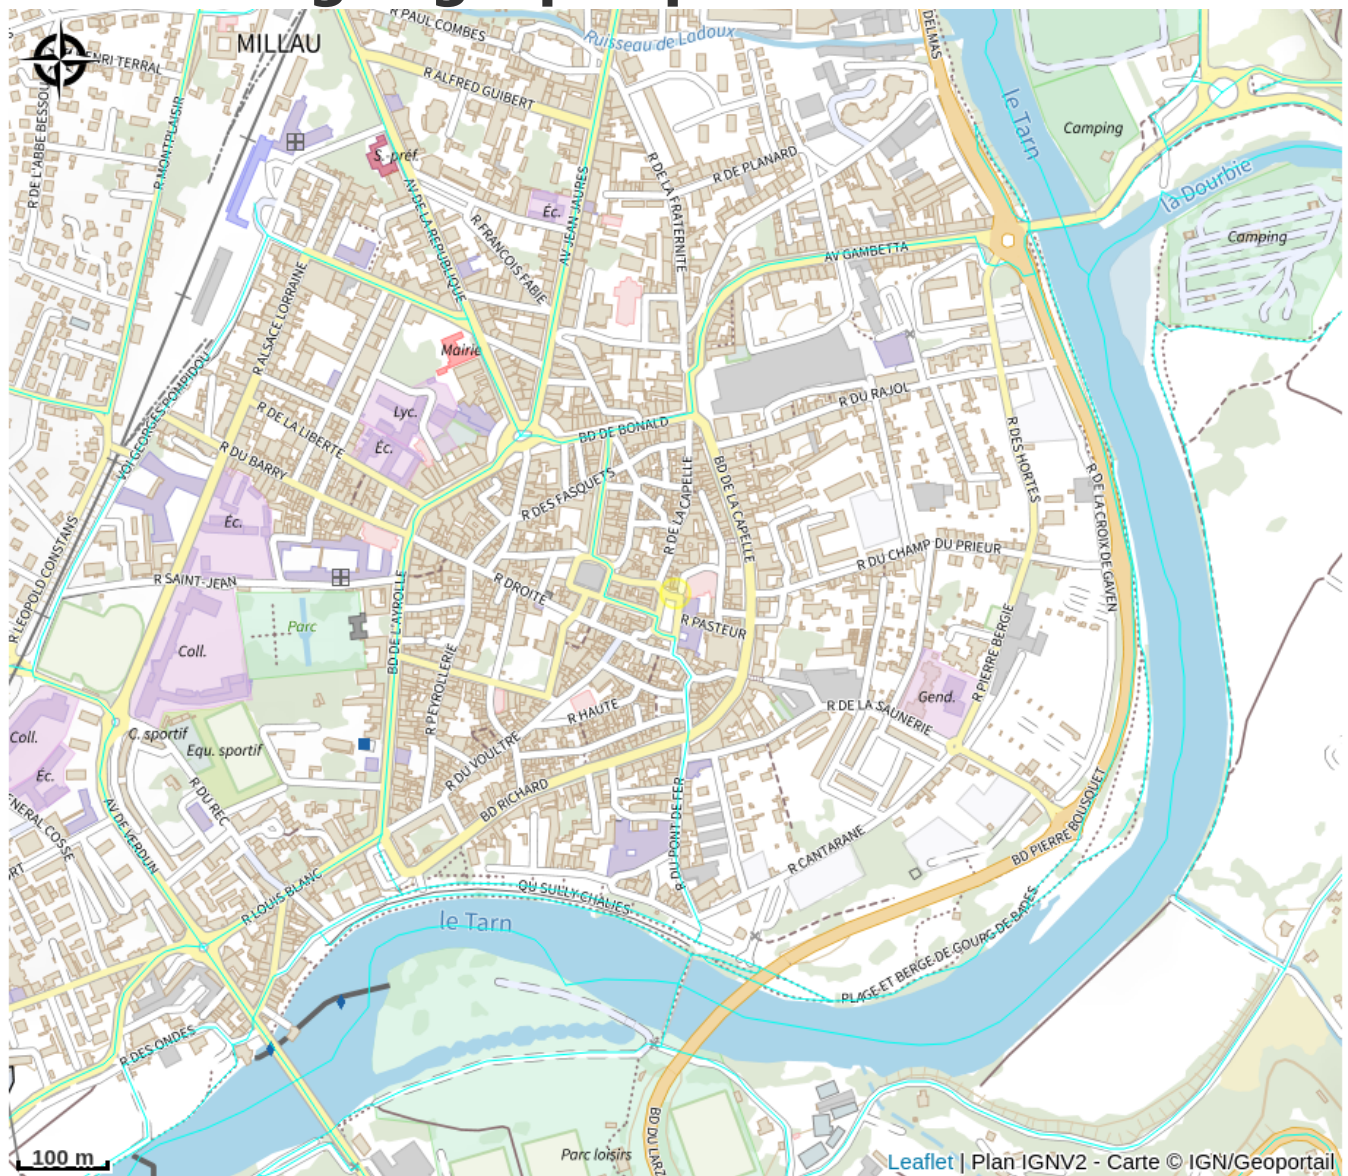 R PAUL COMBES
Ruisseau de Ladoux
DELMAS
MILLAU
HENRI TERRAL
R ALFRED GUIBERT
le Tarn
Camping
R DE L'ABBE BESSOU
R MONTPLAISIR
S.-préf.
R DE LA FRATERNITE
R DE PLANARD
la Dourbie
AV DE LA REPUBLIQUE
Éc.
AV JEAN JAURES
R FRANCOIS FABIE
AV GAMBETTA
Camping
R ALSACE LORRAINE
Mairie
VOI GEORGES POMPIDOU
R DE LA LIBERTE
Lyc.
Éc.
R DU BARRY
BD DE BONALD
R DU RAJOL
R DES HORTES
R DES FASQUETS
R DE LA CAPELLE
BD DE LA CAPELLE
R DE LA CROIX DE GAVEN
Éc.
R LEOPOLD CONSTANS
R SAINT-JEAN
R DROITE
R DU CHAMP DU PRIEUR
Parc
BD DE L'AYROLLE
R PASTEUR
R PIERRE BERGIE
Coll.
R PEYROLLERIE
Gend.
R HAUTE
R DE LA SAUNERIE
Coll.
C. sportif
Equ. sportif
Éc.
R DU VOULTRE
BD RICHARD
R DU REC
AV DE VERDUN
GENERAL COSSE
R DU PONT DE FER
R CANTARANE
BD PIERRE BOUSQUET
R LOUIS BLANC
QU SULLY-CHALIES
le Tarn
PLAGE ET BERGE DE GOURG DE BADES
R DES ONDES
BD DU LARZ
Parc loisirs
100 m
Leaflet | Plan IGNV2 - Carte © IGN/Geoportail